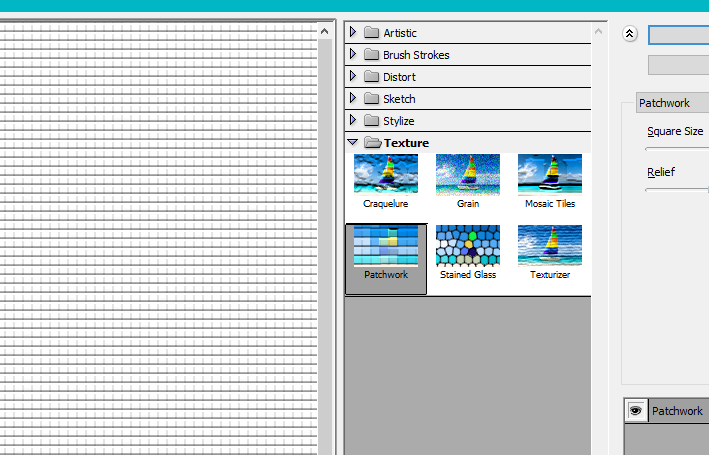 Artistic
Brush Strokes
Distort
Sketch
Stylize
Texture
Craquelure
Grain
Mosaic Tiles
Patchwork
Stained Glass
Texturizer
Patchwork
Square Size
Relief
Patchwork